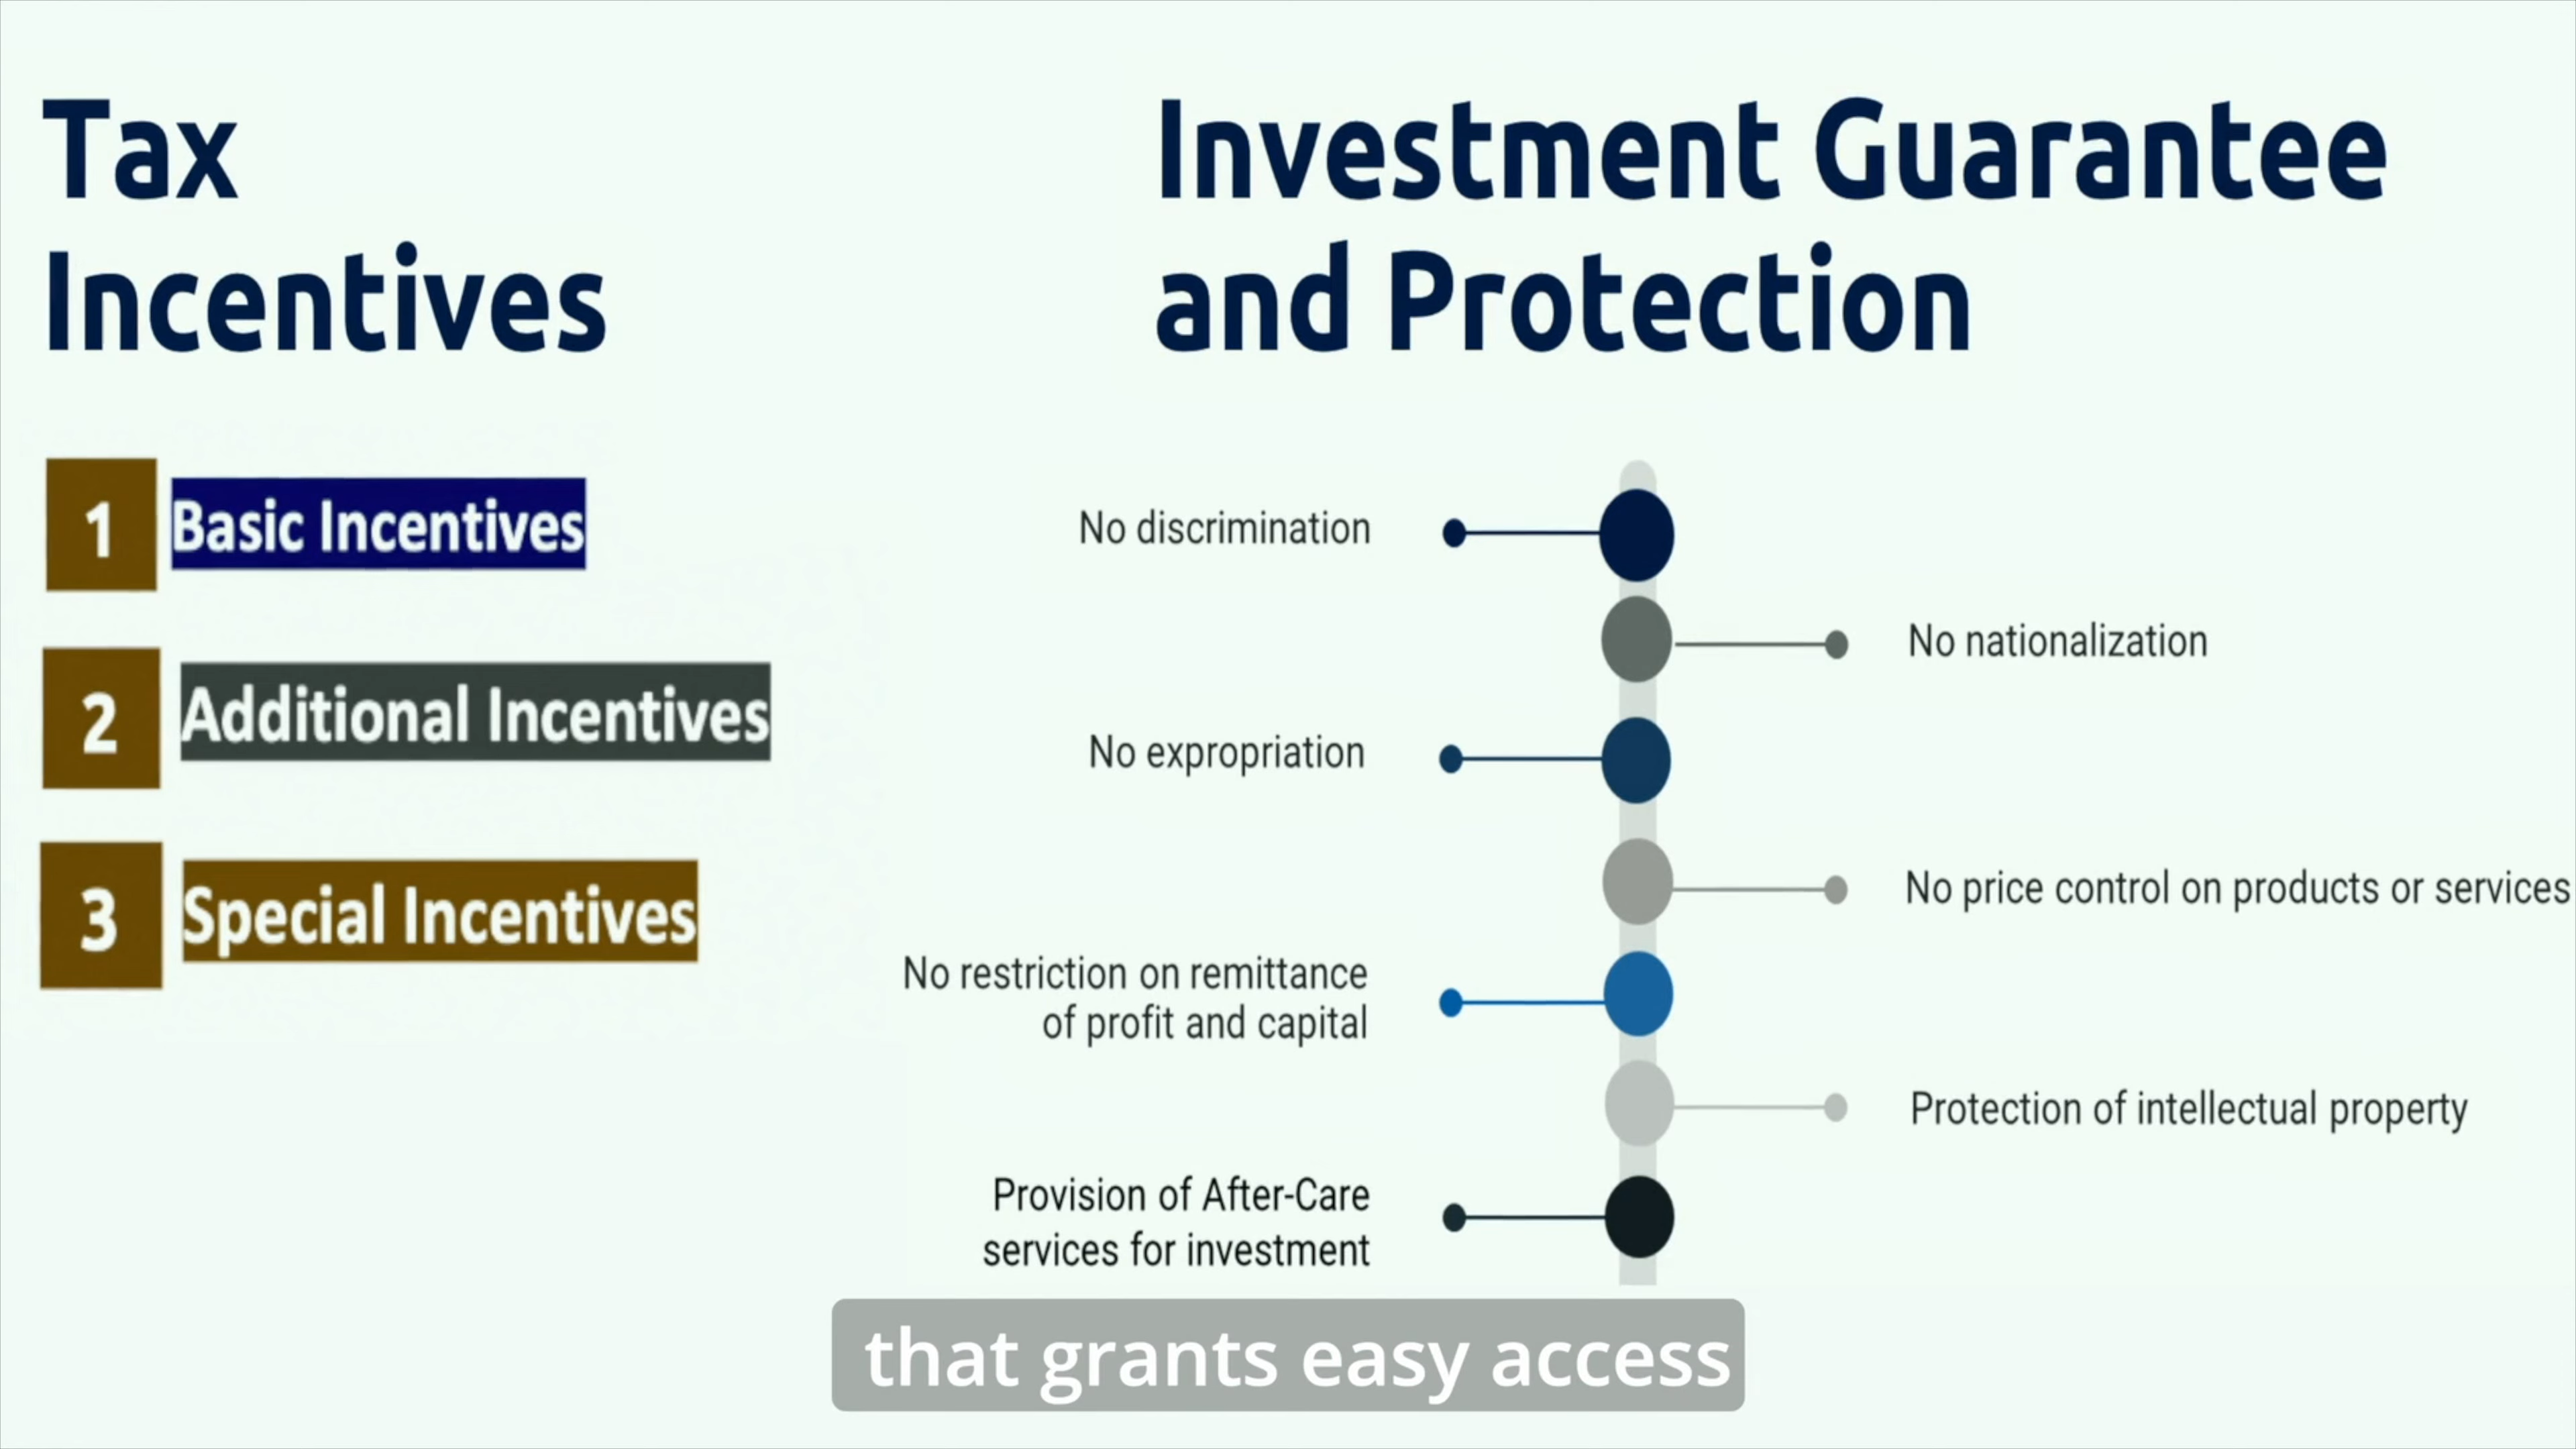 Tax
Incentives
1 Basic Incentives
2 Additional Incentives
3 Special Incentives
Investment Guarantee
and Protection
No discrimination
No nationalization
No expropriation
No price control on products or services
No restriction on remittance
of profit and capital
Protection of intellectual property
Provision of After-Care
services for investment
that grants easy access